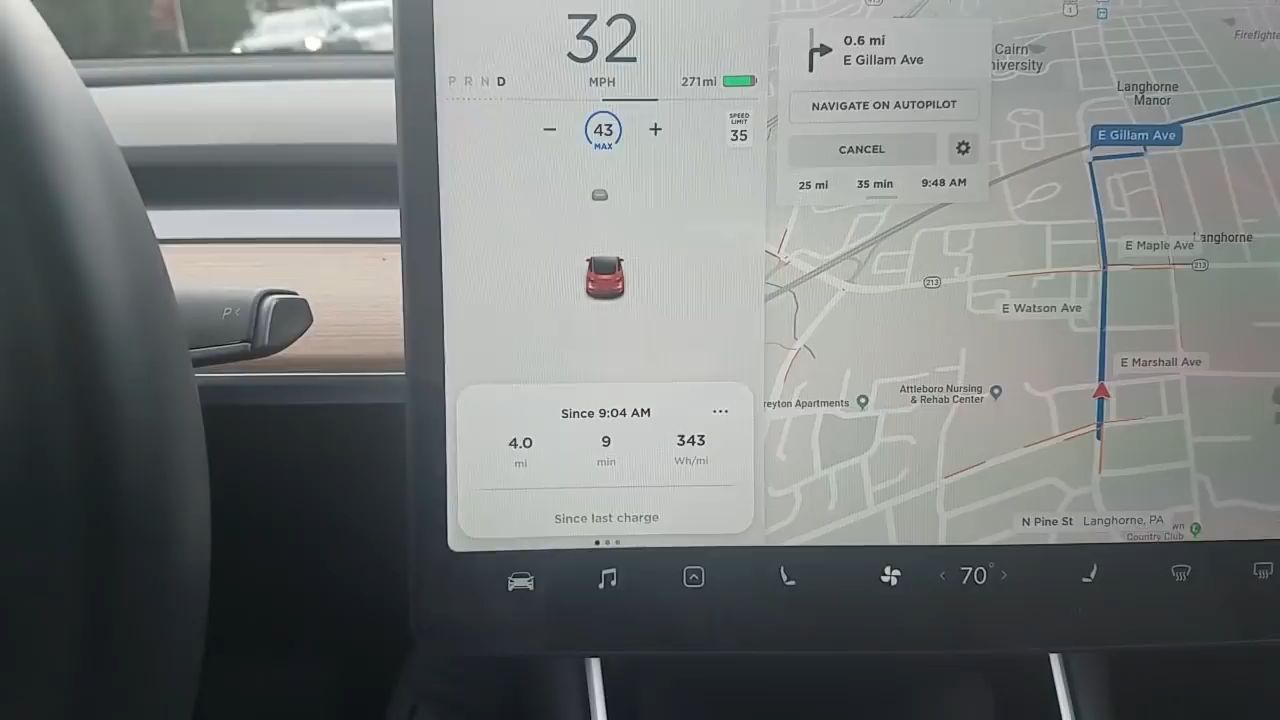 32
P R N D
MPH
271mi
43
MAX
SPEED
LIMIT
35
Since 9:04 AM
4.0
mi
9
min
343
Wh/mi
Since last charge
0.6 mi
E Gillam Ave
NAVIGATE ON AUTOPILOT
CANCEL
25 mi
35 min
9:48 AM
1
Cairn
Langhorne
Manor
E Gillam Ave
E Maple Ave
Langhorne
213
213
E Watson Ave
E Marshall Ave
Attleboro Nursing
& Rehab Center
Apartments
N Pine St
Langhorne, PA
Country Club
P
70°